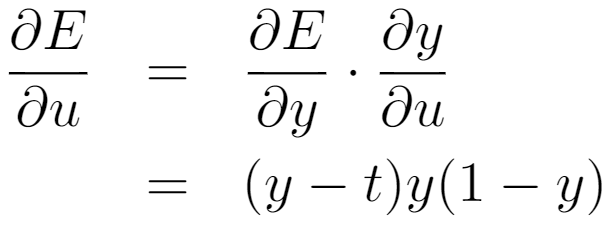 ∂E/∂u = ∂E/∂y · ∂y/∂u
= (y − t)y(1 − y)